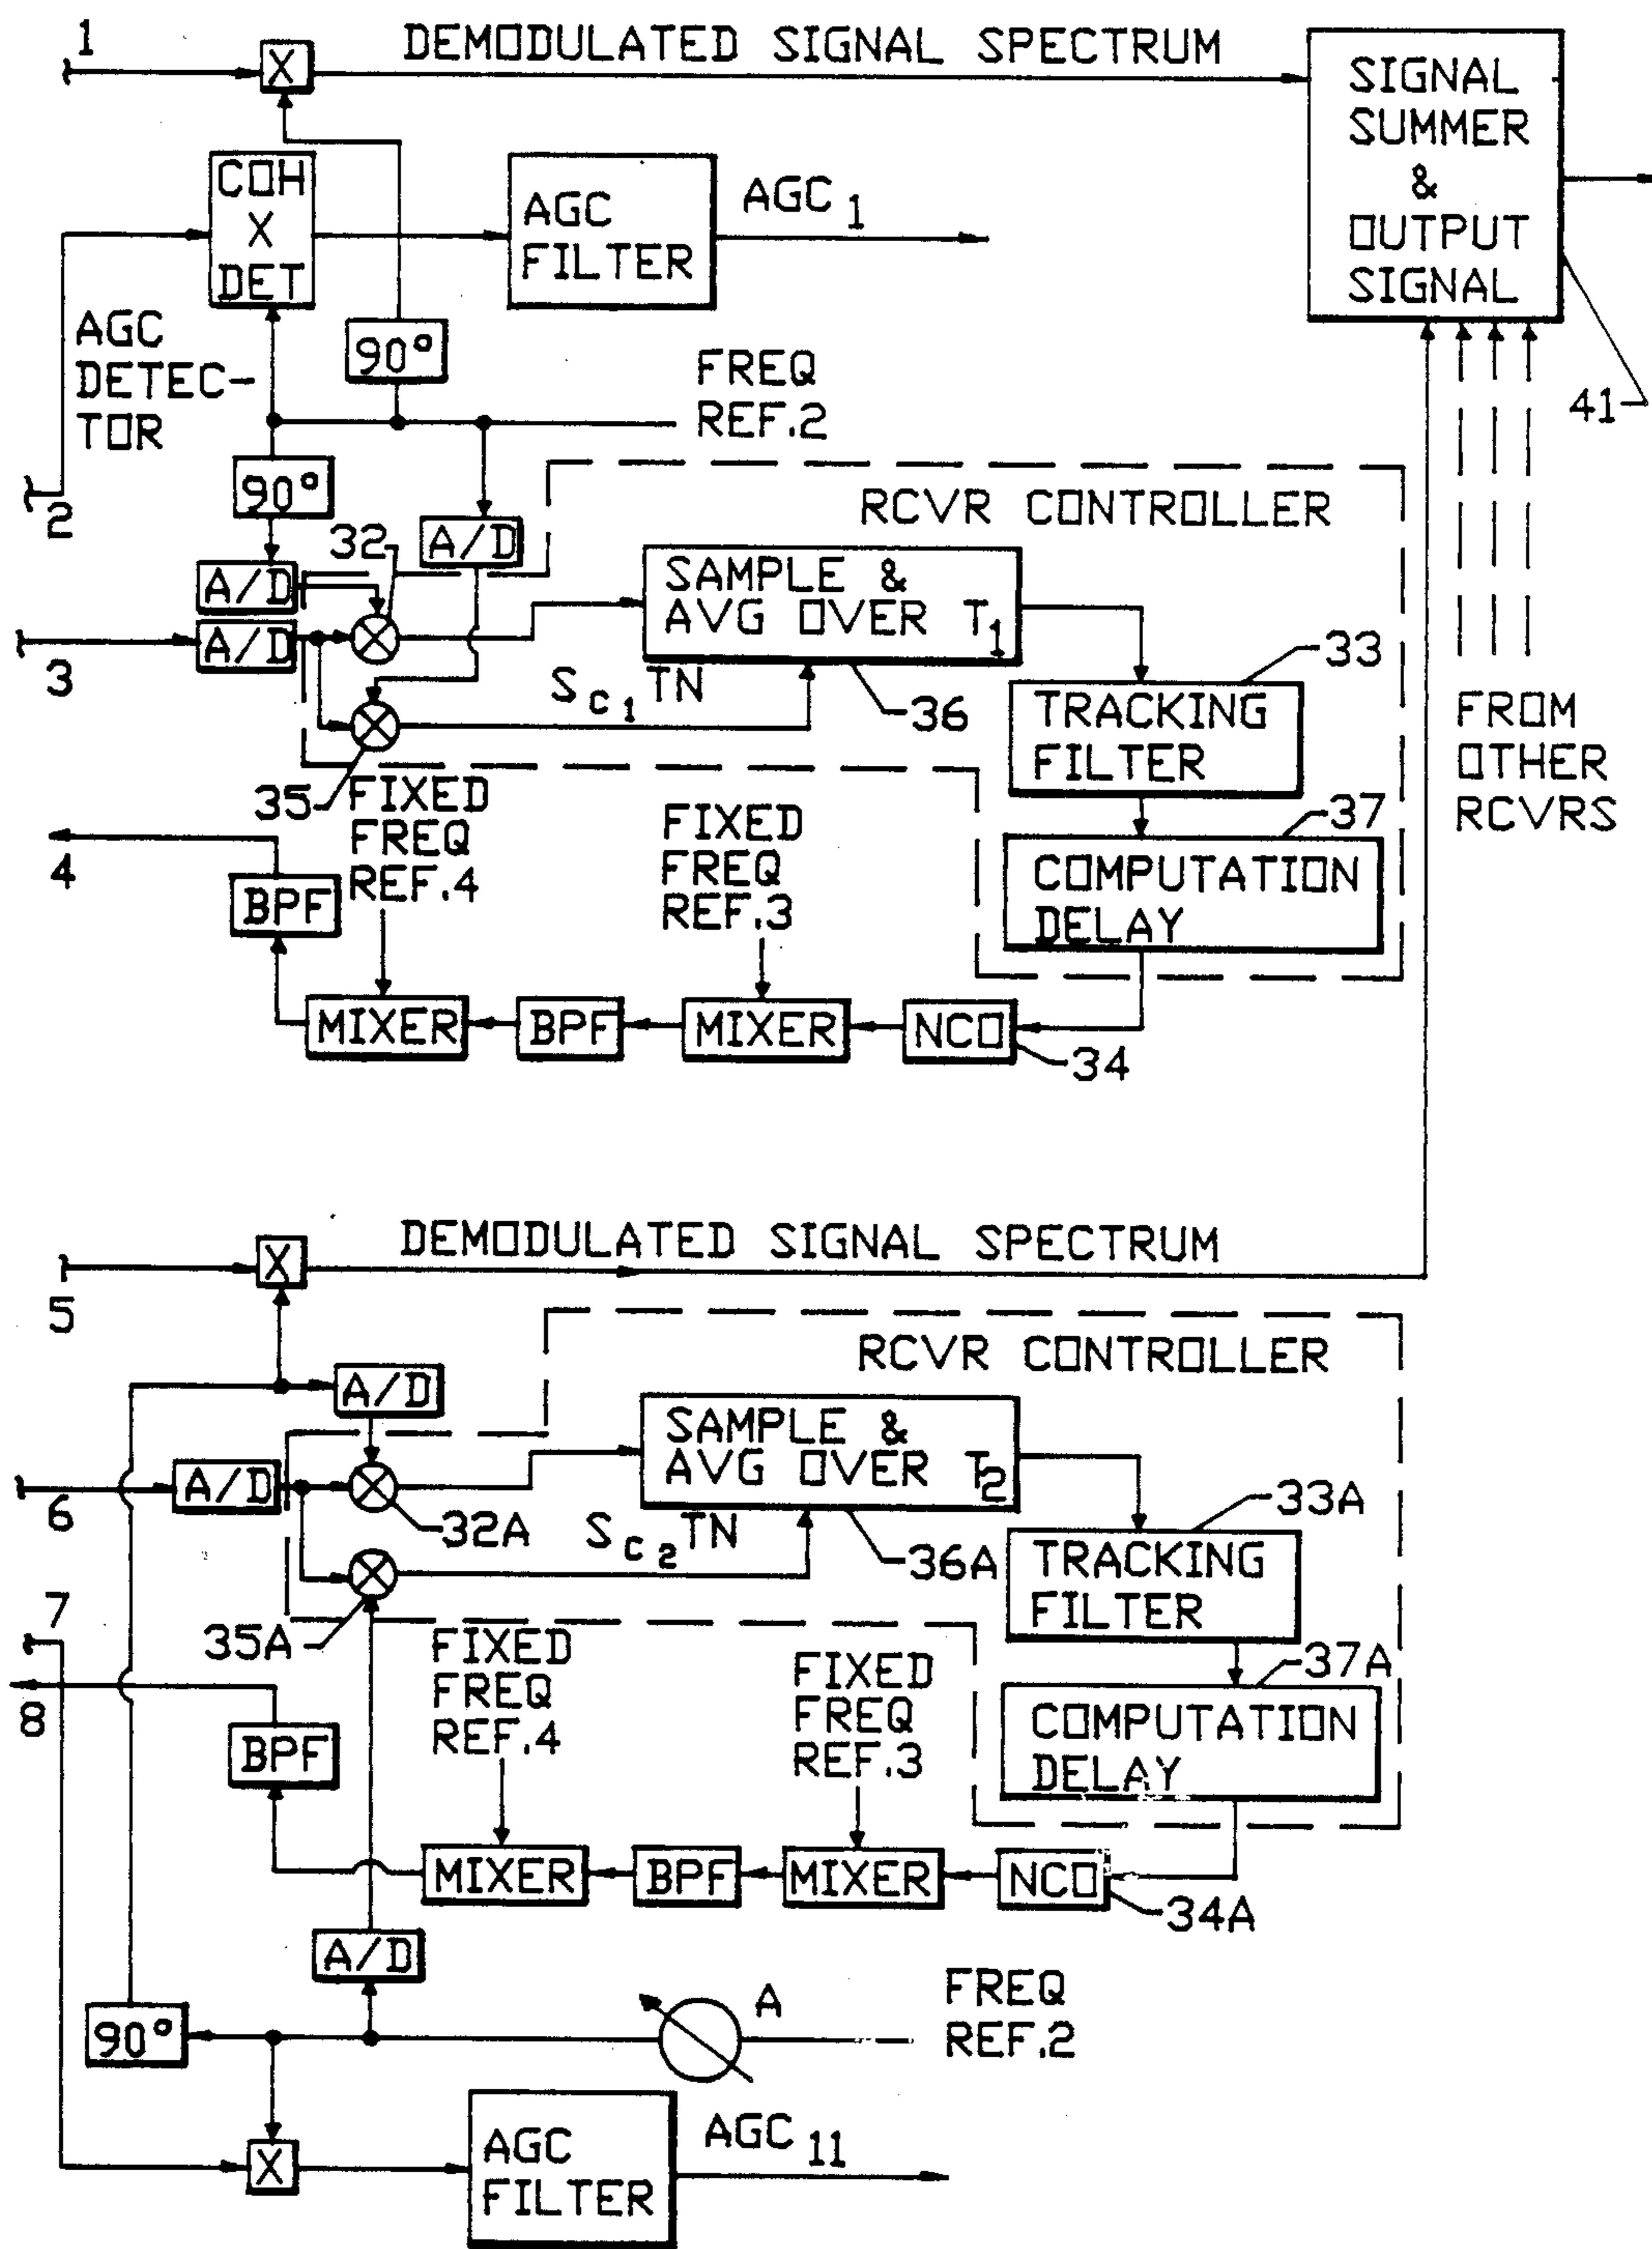 1
X
DEMODULATED SIGNAL SPECTRUM
SIGNAL
SUMMER
&
OUTPUT
SIGNAL
41
COH
X
DET
AGC
FILTER
AGC 1
AGC
DETEC-
TOR
2
90°
FREQ
REF.2
90°
A/D
RCVR CONTROLLER
32
A/D
A/D
3
SAMPLE &
AVG OVER T1
Sc1 TN
36
33
TRACKING
FILTER
37
COMPUTATION
DELAY
FROM
OTHER
RCVRS
35
4
BPF
FIXED
FREQ
REF.4
FIXED
FREQ
REF.3
MIXER
BPF
MIXER
NCO
34
5
X
DEMODULATED SIGNAL SPECTRUM
RCVR CONTROLLER
A/D
6
A/D
32A
SAMPLE &
AVG OVER T2
Sc2 TN
36A
33A
TRACKING
FILTER
37A
COMPUTATION
DELAY
7
35A
8
BPF
FIXED
FREQ
REF.4
FIXED
FREQ
REF.3
MIXER
BPF
MIXER
NCO
34A
A/D
90°
A
FREQ
REF.2
X
AGC
FILTER
AGC 11